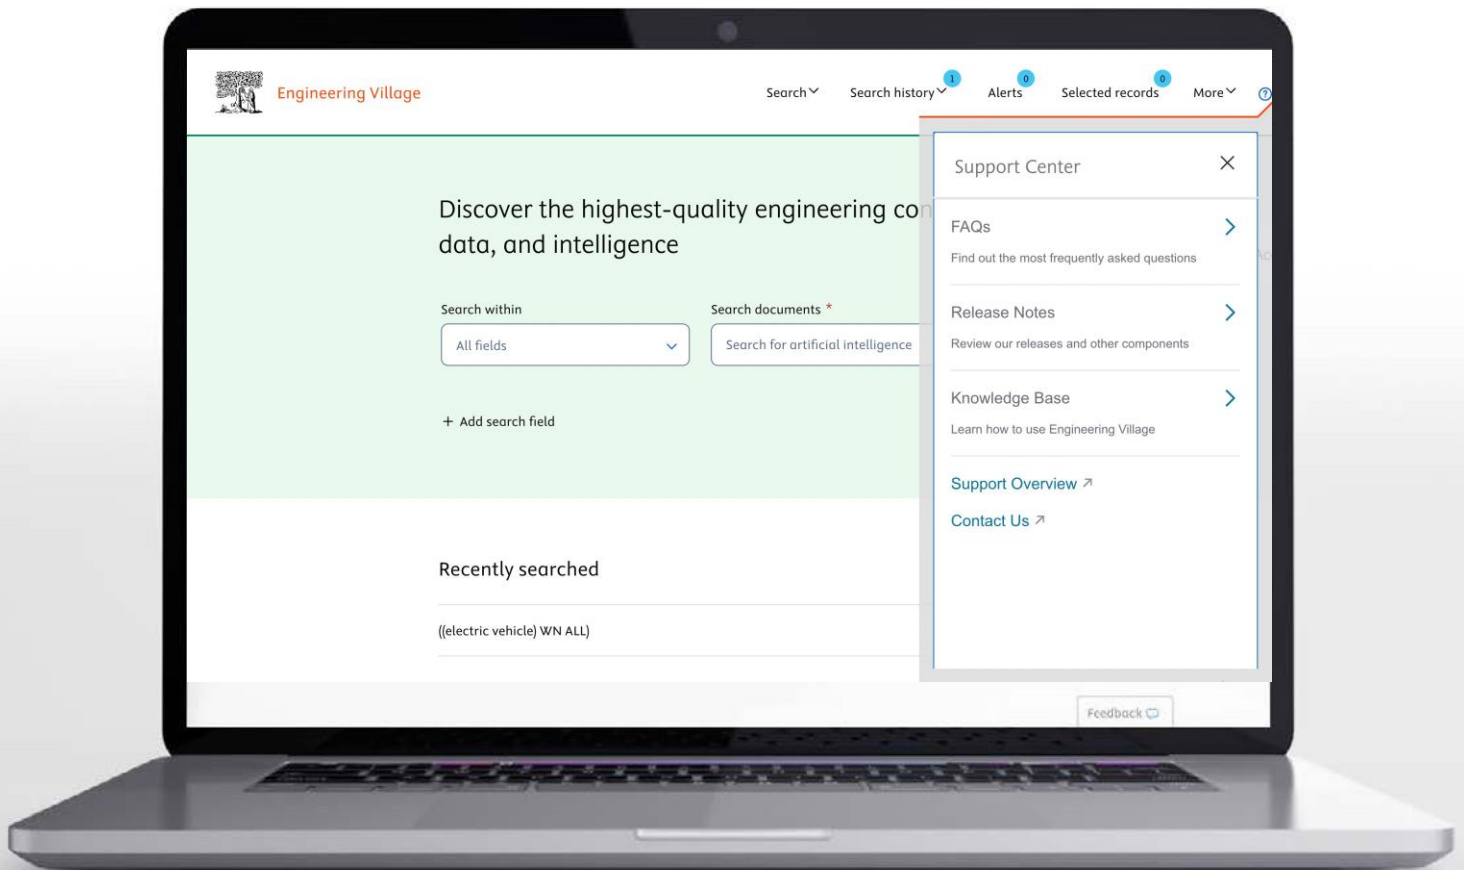 Engineering Village
Search
Search history
1
Alerts
0
Selected records
0
More
?
Discover the highest-quality engineering con
data, and intelligence
Search within
Search documents *
All fields
Search for artificial intelligence
+ Add search field
Recently searched
((electric vehicle) WN ALL)
Support Center
FAQs
Find out the most frequently asked questions
Release Notes
Review our releases and other components
Knowledge Base
Learn how to use Engineering Village
Support Overview
Contact Us
Feedback